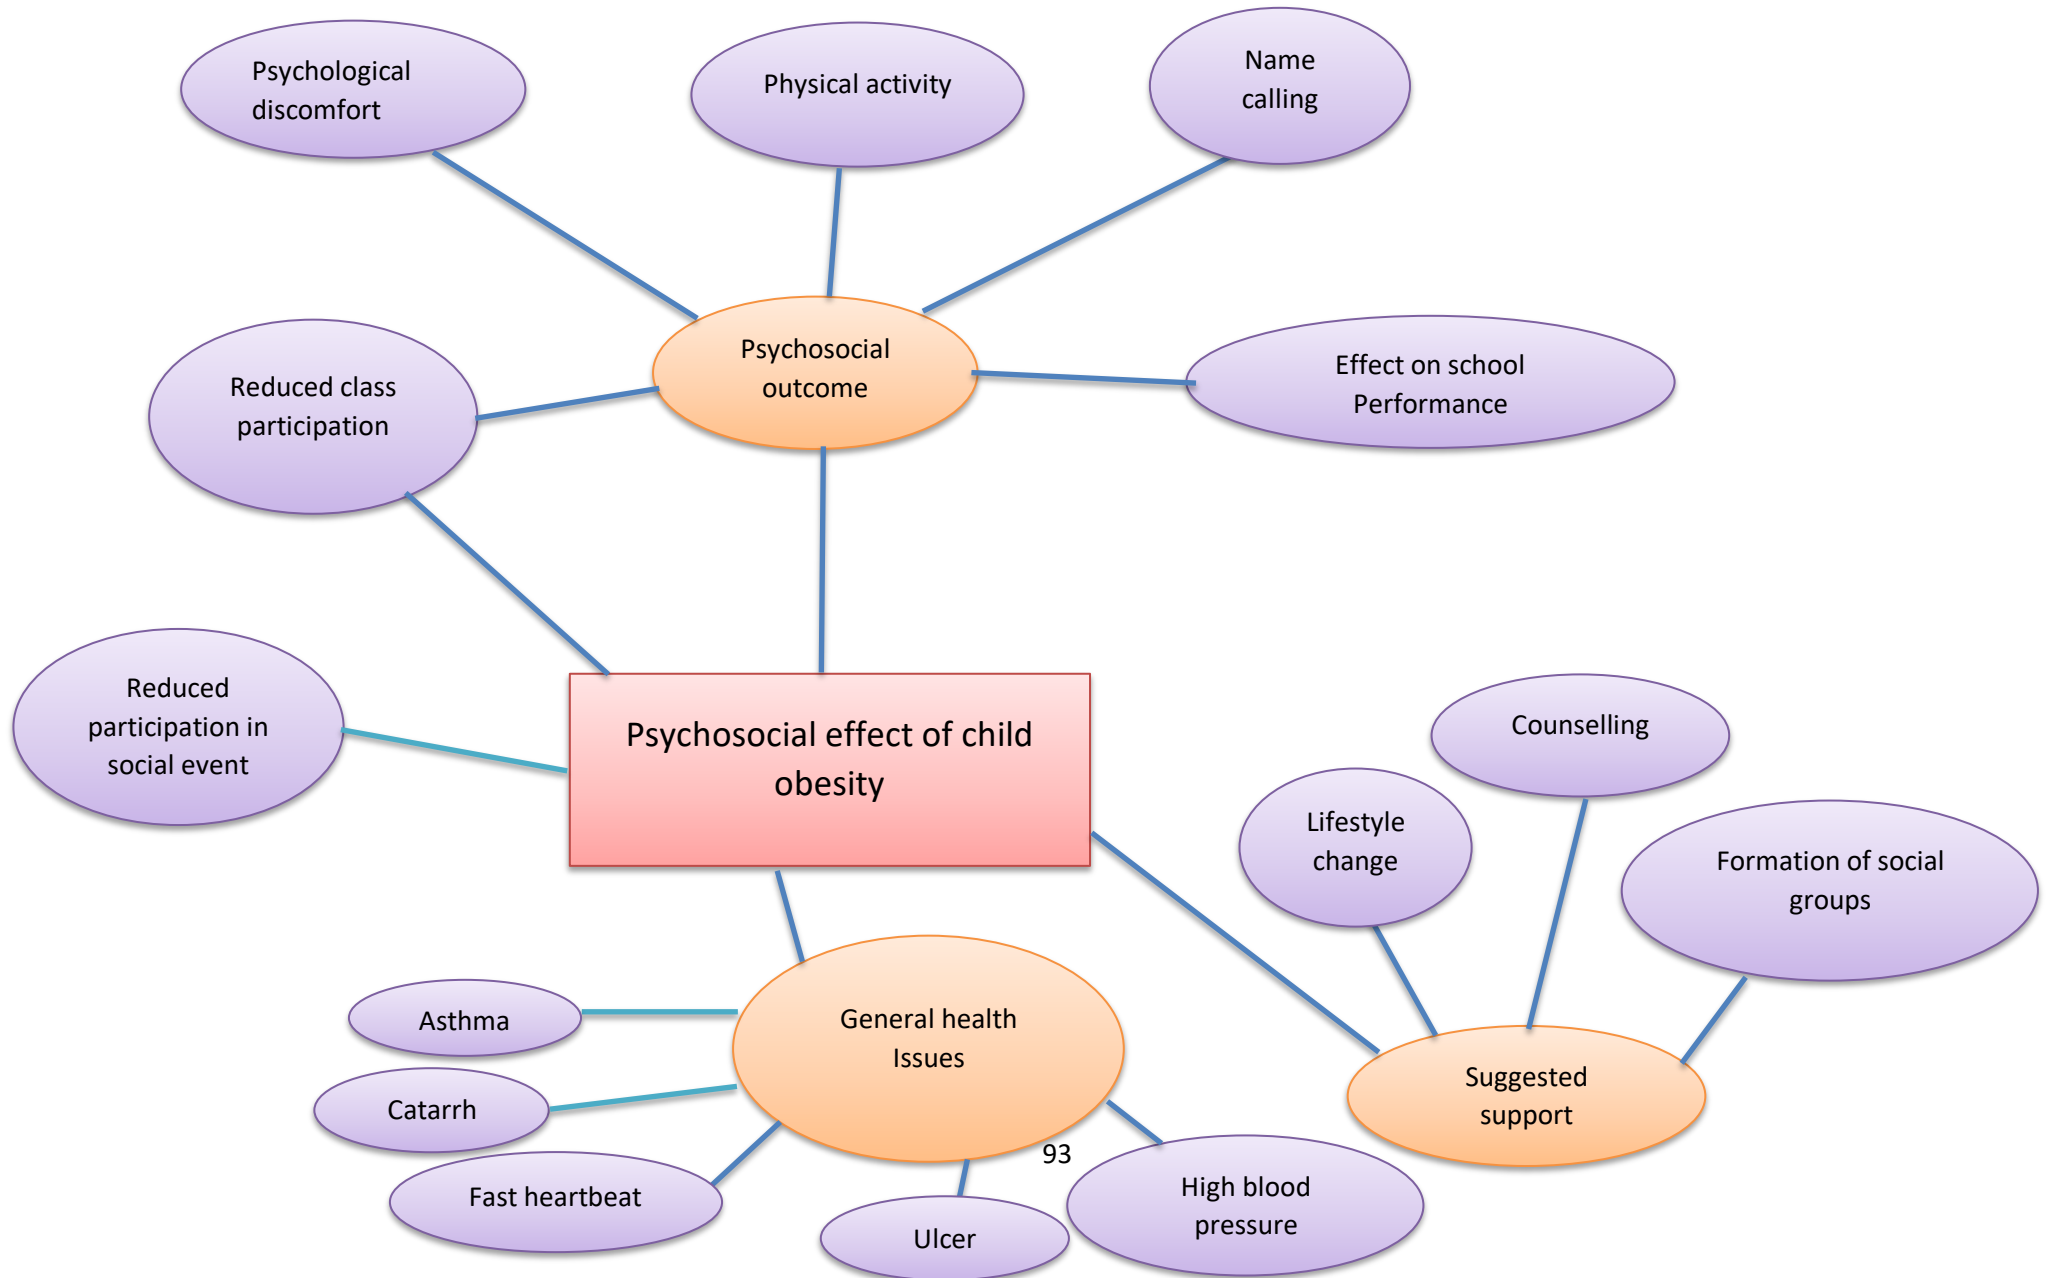 Psychological
discomfort
Physical activity
Name
calling
Psychosocial
outcome
Effect on school
Performance
Reduced class
participation
Reduced
participation in
social event
Psychosocial effect of child
obesity
Counselling
Lifestyle
change
Formation of social
groups
Suggested
support
General health
Issues
Asthma
Catarrh
Fast heartbeat
Ulcer
93
High blood
pressure